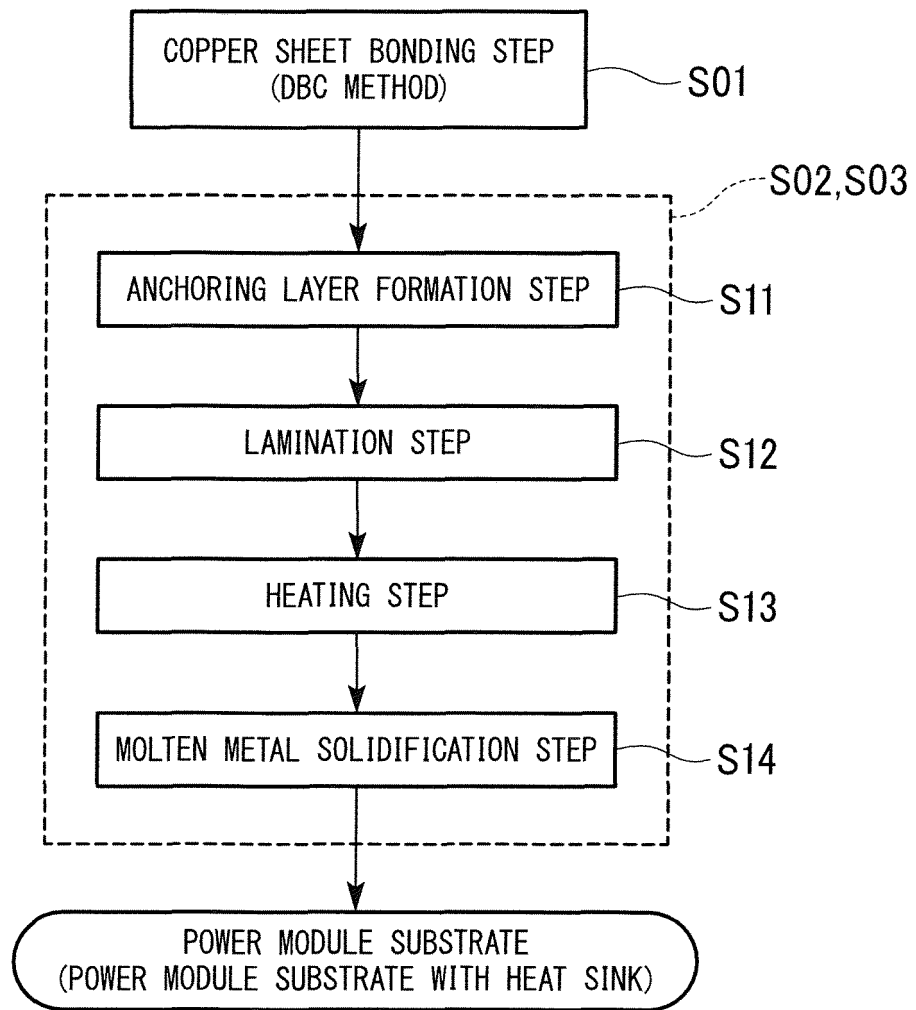 COPPER SHEET BONDING STEP
(DBC METHOD)
S01
S02,S03
ANCHORING LAYER FORMATION STEP
S11
LAMINATION STEP
S12
HEATING STEP
S13
MOLTEN METAL SOLIDIFICATION STEP
S14
POWER MODULE SUBSTRATE
(POWER MODULE SUBSTRATE WITH HEAT SINK)